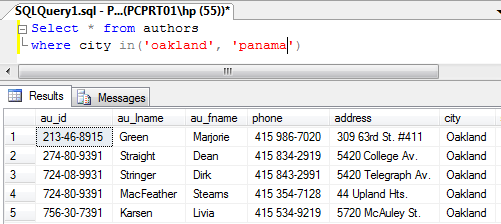 SQLQuery1.sql - P...(PCPRT01\hp (55))*
Select * from authors
where city in('oakland', 'panama')
Results Messages
au_id au_lname au_fname phone address city
1 213-46-8915 Green Marjorie 415 986-7020 309 63rd St. #411 Oakland
2 274-80-9391 Straight Dean 415 834-2919 5420 College Av. Oakland
3 724-08-9931 Stringer Dirk 415 843-2991 5420 Telegraph Av. Oakland
4 724-80-9391 MacFeather Stearns 415 354-7128 44 Upland Hts. Oakland
5 756-30-7391 Karsen Livia 415 534-9219 5720 McAuley St. Oakland